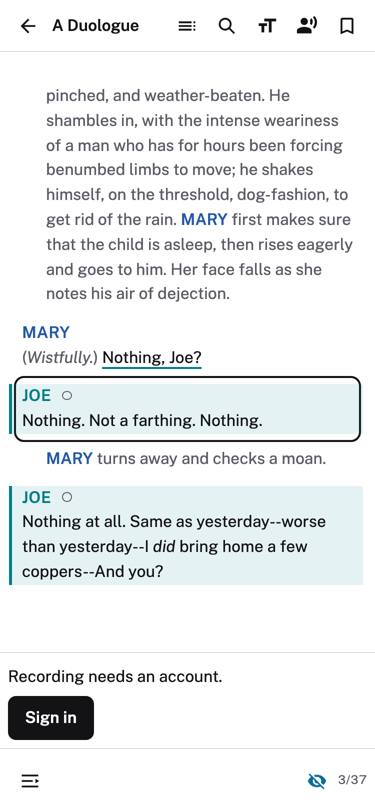 A Duologue
pinched, and weather-beaten. He
shambles in, with the intense weariness
of a man who has for hours been forcing
benumbed limbs to move; he shakes
himself, on the threshold, dog-fashion, to
get rid of the rain. MARY first makes sure
that the child is asleep, then rises eagerly
and goes to him. Her face falls as she
notes his air of dejection.
MARY
(Wistfully.) Nothing, Joe?
JOE
Nothing. Not a farthing. Nothing.
MARY turns away and checks a moan.
JOE
Nothing at all. Same as yesterday--worse
than yesterday--I did bring home a few
coppers--And you?
Recording needs an account.
Sign in
3/37